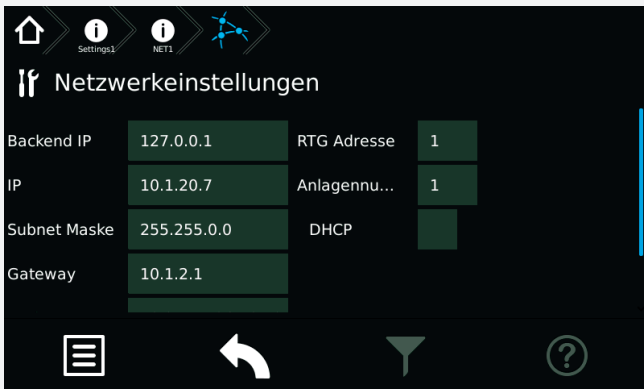 Settings1 NET1
Netzwerkeinstellungen
Backend IP 127.0.0.1 RTG Adresse 1
IP 10.1.20.7 Anlagennu... 1
Subnet Maske 255.255.0.0 DHCP
Gateway 10.1.2.1